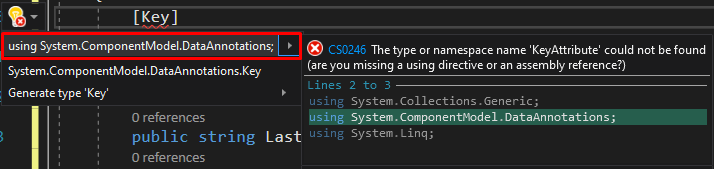 [Key]
using System.ComponentModel.DataAnnotations;
System.ComponentModel.DataAnnotations.Key
Generate type 'Key'
0 references
public string Last
0 references
CS0246 The type or namespace name 'KeyAttribute' could not be found
(are you missing a using directive or an assembly reference?)
Lines 2 to 3
using System.Collections.Generic;
using System.ComponentModel.DataAnnotations;
using System.Linq;